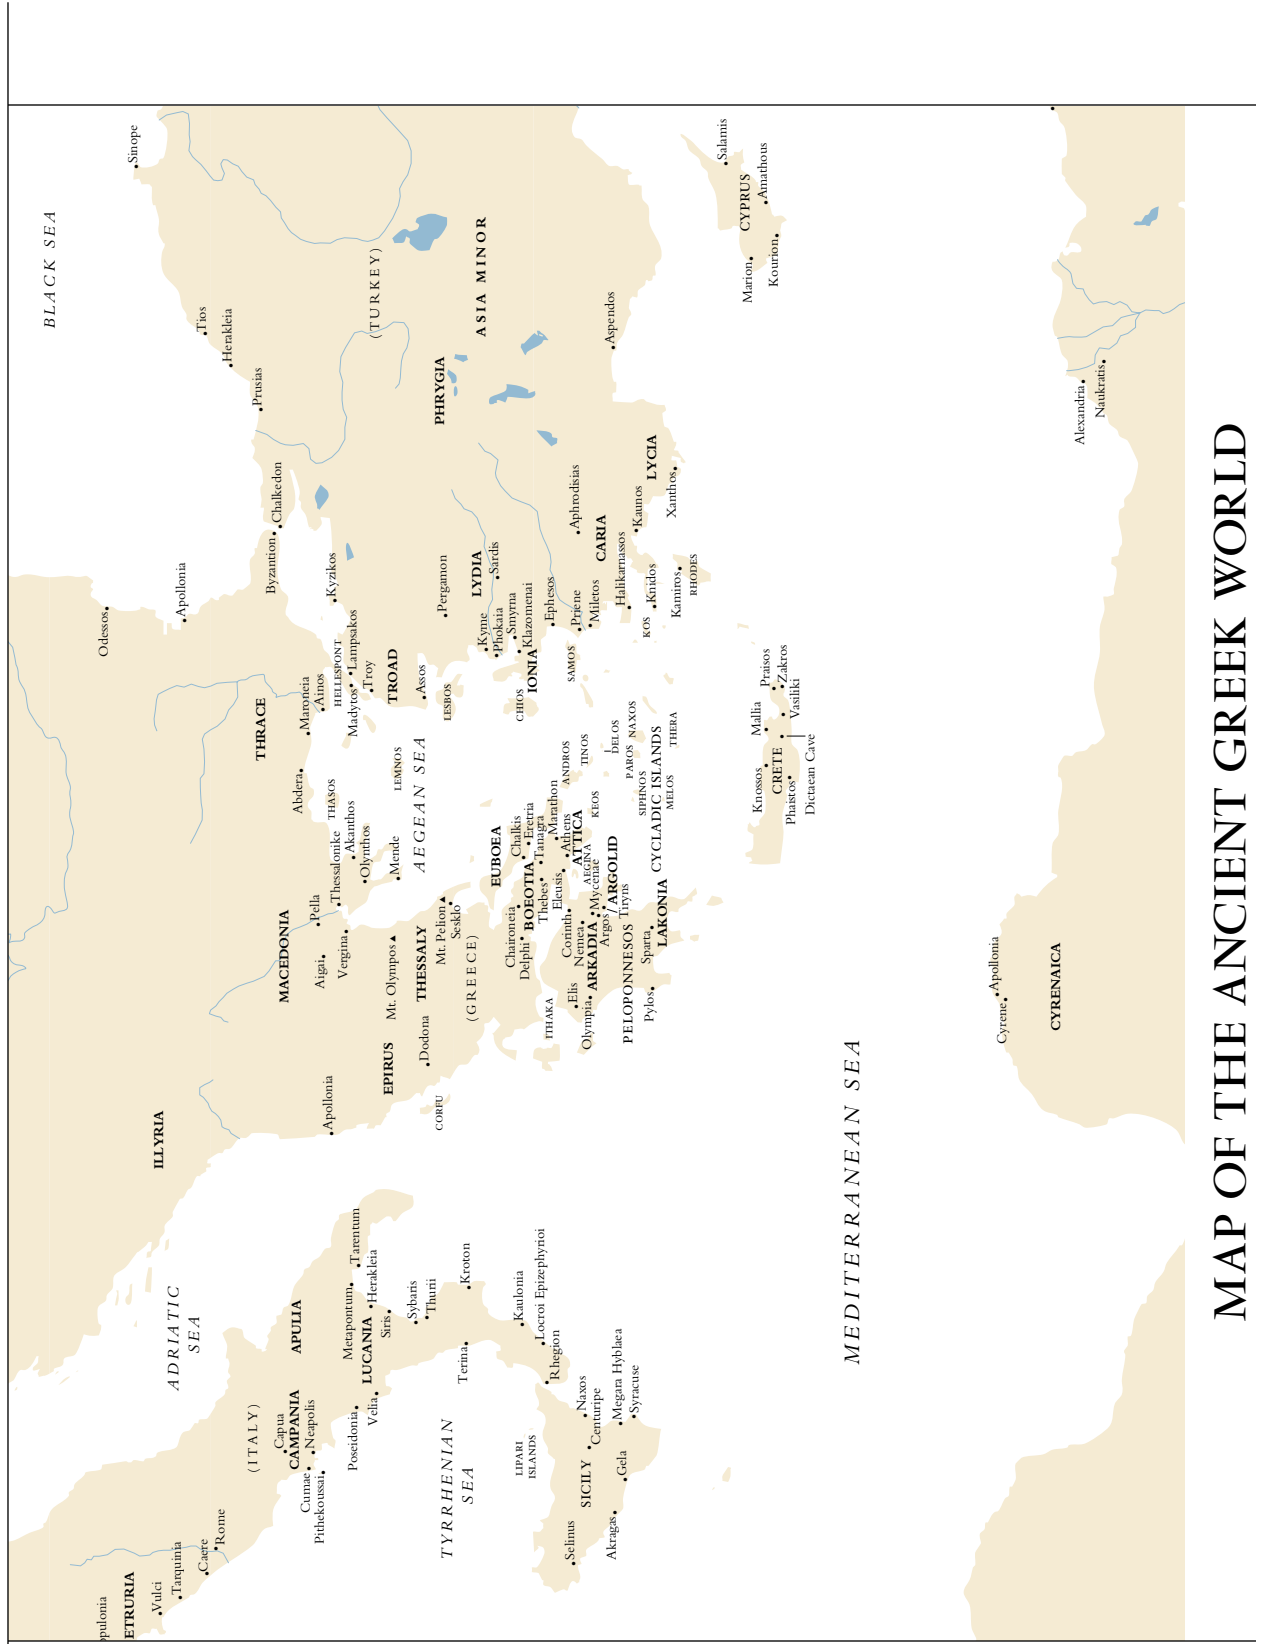 MAP OF THE ANCIENT GREEK WORLD
BLACK SEA
Sinope
Tios
Herakleia
Prusias
(TURKEY)
ASIA MINOR
PHRYGIA
Chalkedon
Byzantion
Kyzikos
Odessos
Apollonia
Salamis
CYPRUS
Amathous
Marion
Kourion
Aspendos
LYCIA
Xanthos
Kaunos
Aphrodisias
CARIA
Halikarnassos
Knidos
Kamiros
RHODES
KOS
LYDIA
Sardis
Pergamon
Kyme
Phokaia
Smyrna
Klazomenai
IONIA
Ephesos
Priene
Miletos
SAMOS
CHIOS
HELLESPONT
Lampsakos
Madytos
Troy
TROAD
Assos
LESBOS
THRACE
Maroneia
Ainos
Abdera
THASOS
LEMNOS
AEGEAN SEA
Thessalonike
Akanthos
Olynthos
Mende
MACEDONIA
Pella
Aigai
Vergina
Mt. Olympos
THESSALY
Mt. Pelion
Sesklo
(GREECE)
EPIRUS
Dodona
Apollonia
CORFU
ILLYRIA
EUBOEA
Chalkis
Eretria
Tanagra
Marathon
Athens
ATTICA
BOEOTIA
Thebes
Eleusis
Chaironeia
Delphi
AEGINA
Mycenae
ARGOLID
Tiryns
Corinth
Nemea
ARKADIA
Argos
Elis
Olympia
ITHAKA
PELOPONNESOS
Sparta
LAKONIA
Pylos
ANDROS
TINOS
DELOS
KEOS
PAROS
NAXOS
SIPHNOS
CYCLADIC ISLANDS
MELOS
THERA
Praisos
Zakros
Vasiliki
Mallia
Knossos
CRETE
Phaistos
Dictaean Cave
MEDITERRANEAN SEA
Alexandria
Naukratis
Apollonia
Cyrene
CYRENAICA
ADRIATIC
SEA
(ITALY)
APULIA
Tarentum
Metapontum
Herakleia
LUCANIA
Siris
Sybaris
Thurii
Kroton
Terina
Kaulonia
Locroi Epizephyrioi
Rhegion
Capua
CAMPANIA
Neapolis
Cumae
Pithekoussai
Poseidonia
Velia
TYRRHENIAN
SEA
LIPARI
ISLANDS
Naxos
Centuripe
Megara Hyblaea
Syracuse
SICILY
Gela
Akragas
Selinus
Rome
Caere
Tarquinia
Vulci
ETRURIA
opulonia